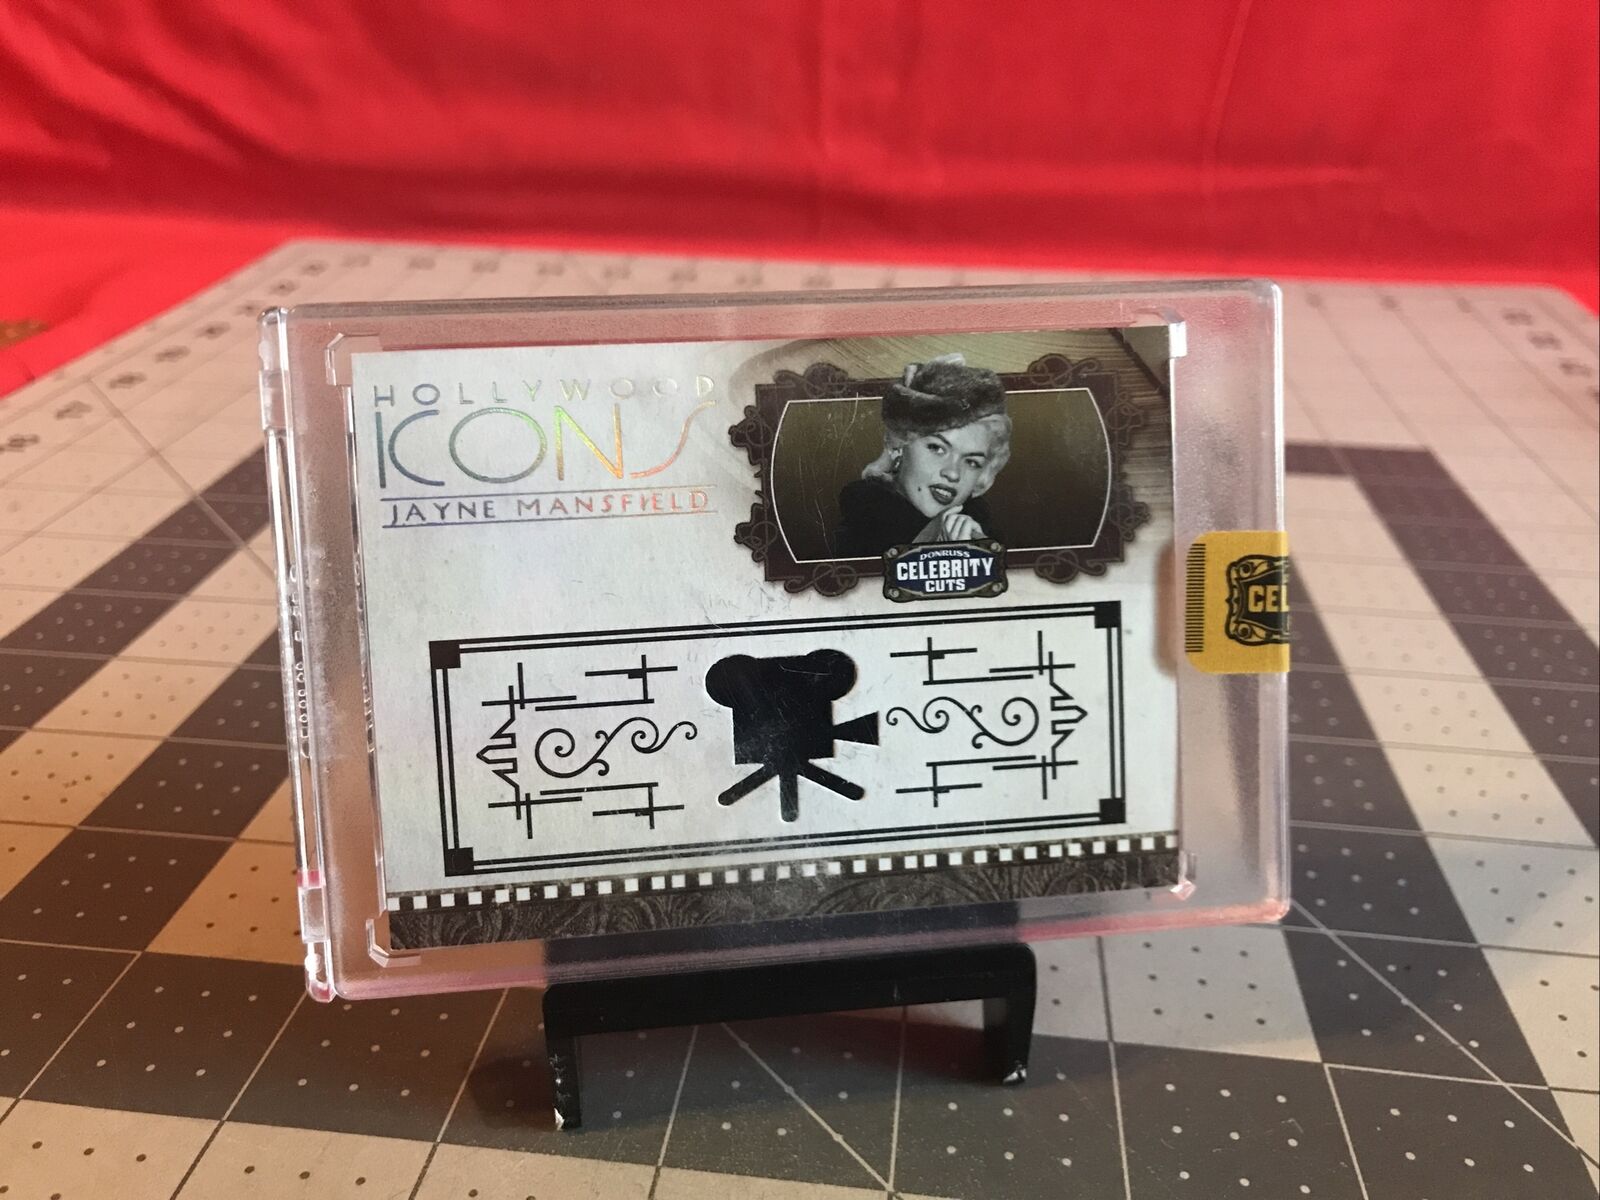 HOLLYWOOD
ICONS
JAYNE MANSFIELD
DONRUSS
CELEBRITY
CUTS
CEL